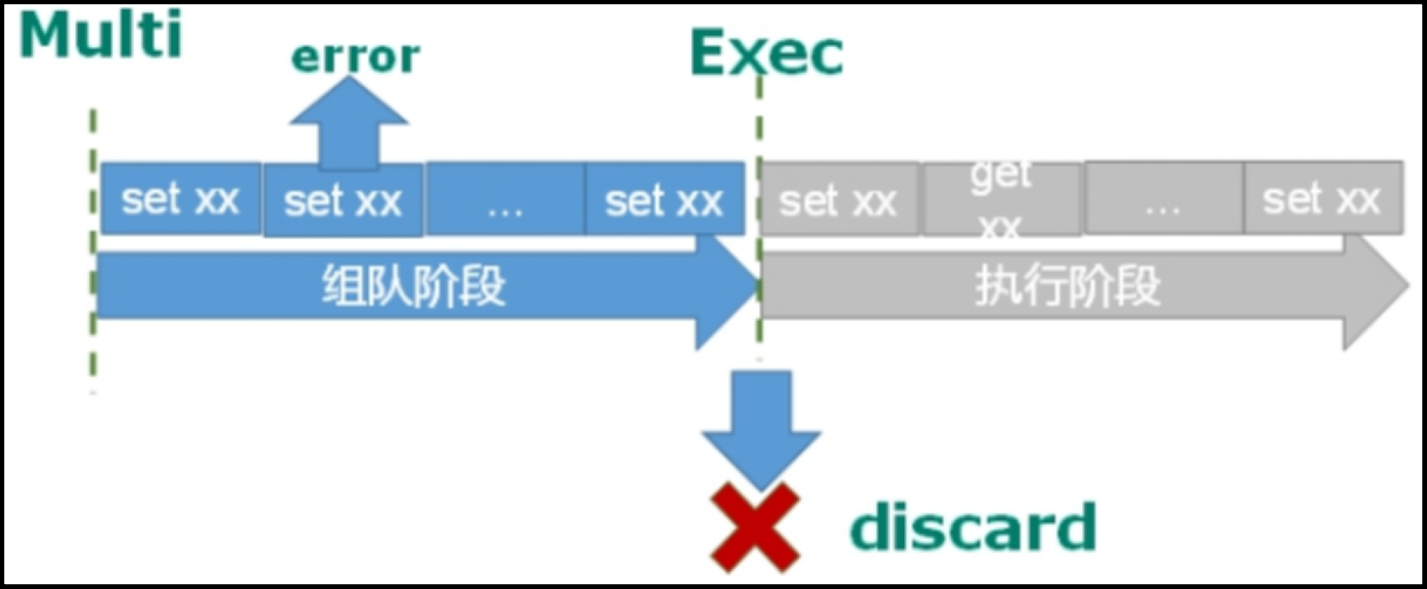 Multi
error
Exec
set xx
set xx
...
set xx
set xx
get
xx
...
set xx
组队阶段
执行阶段
discard